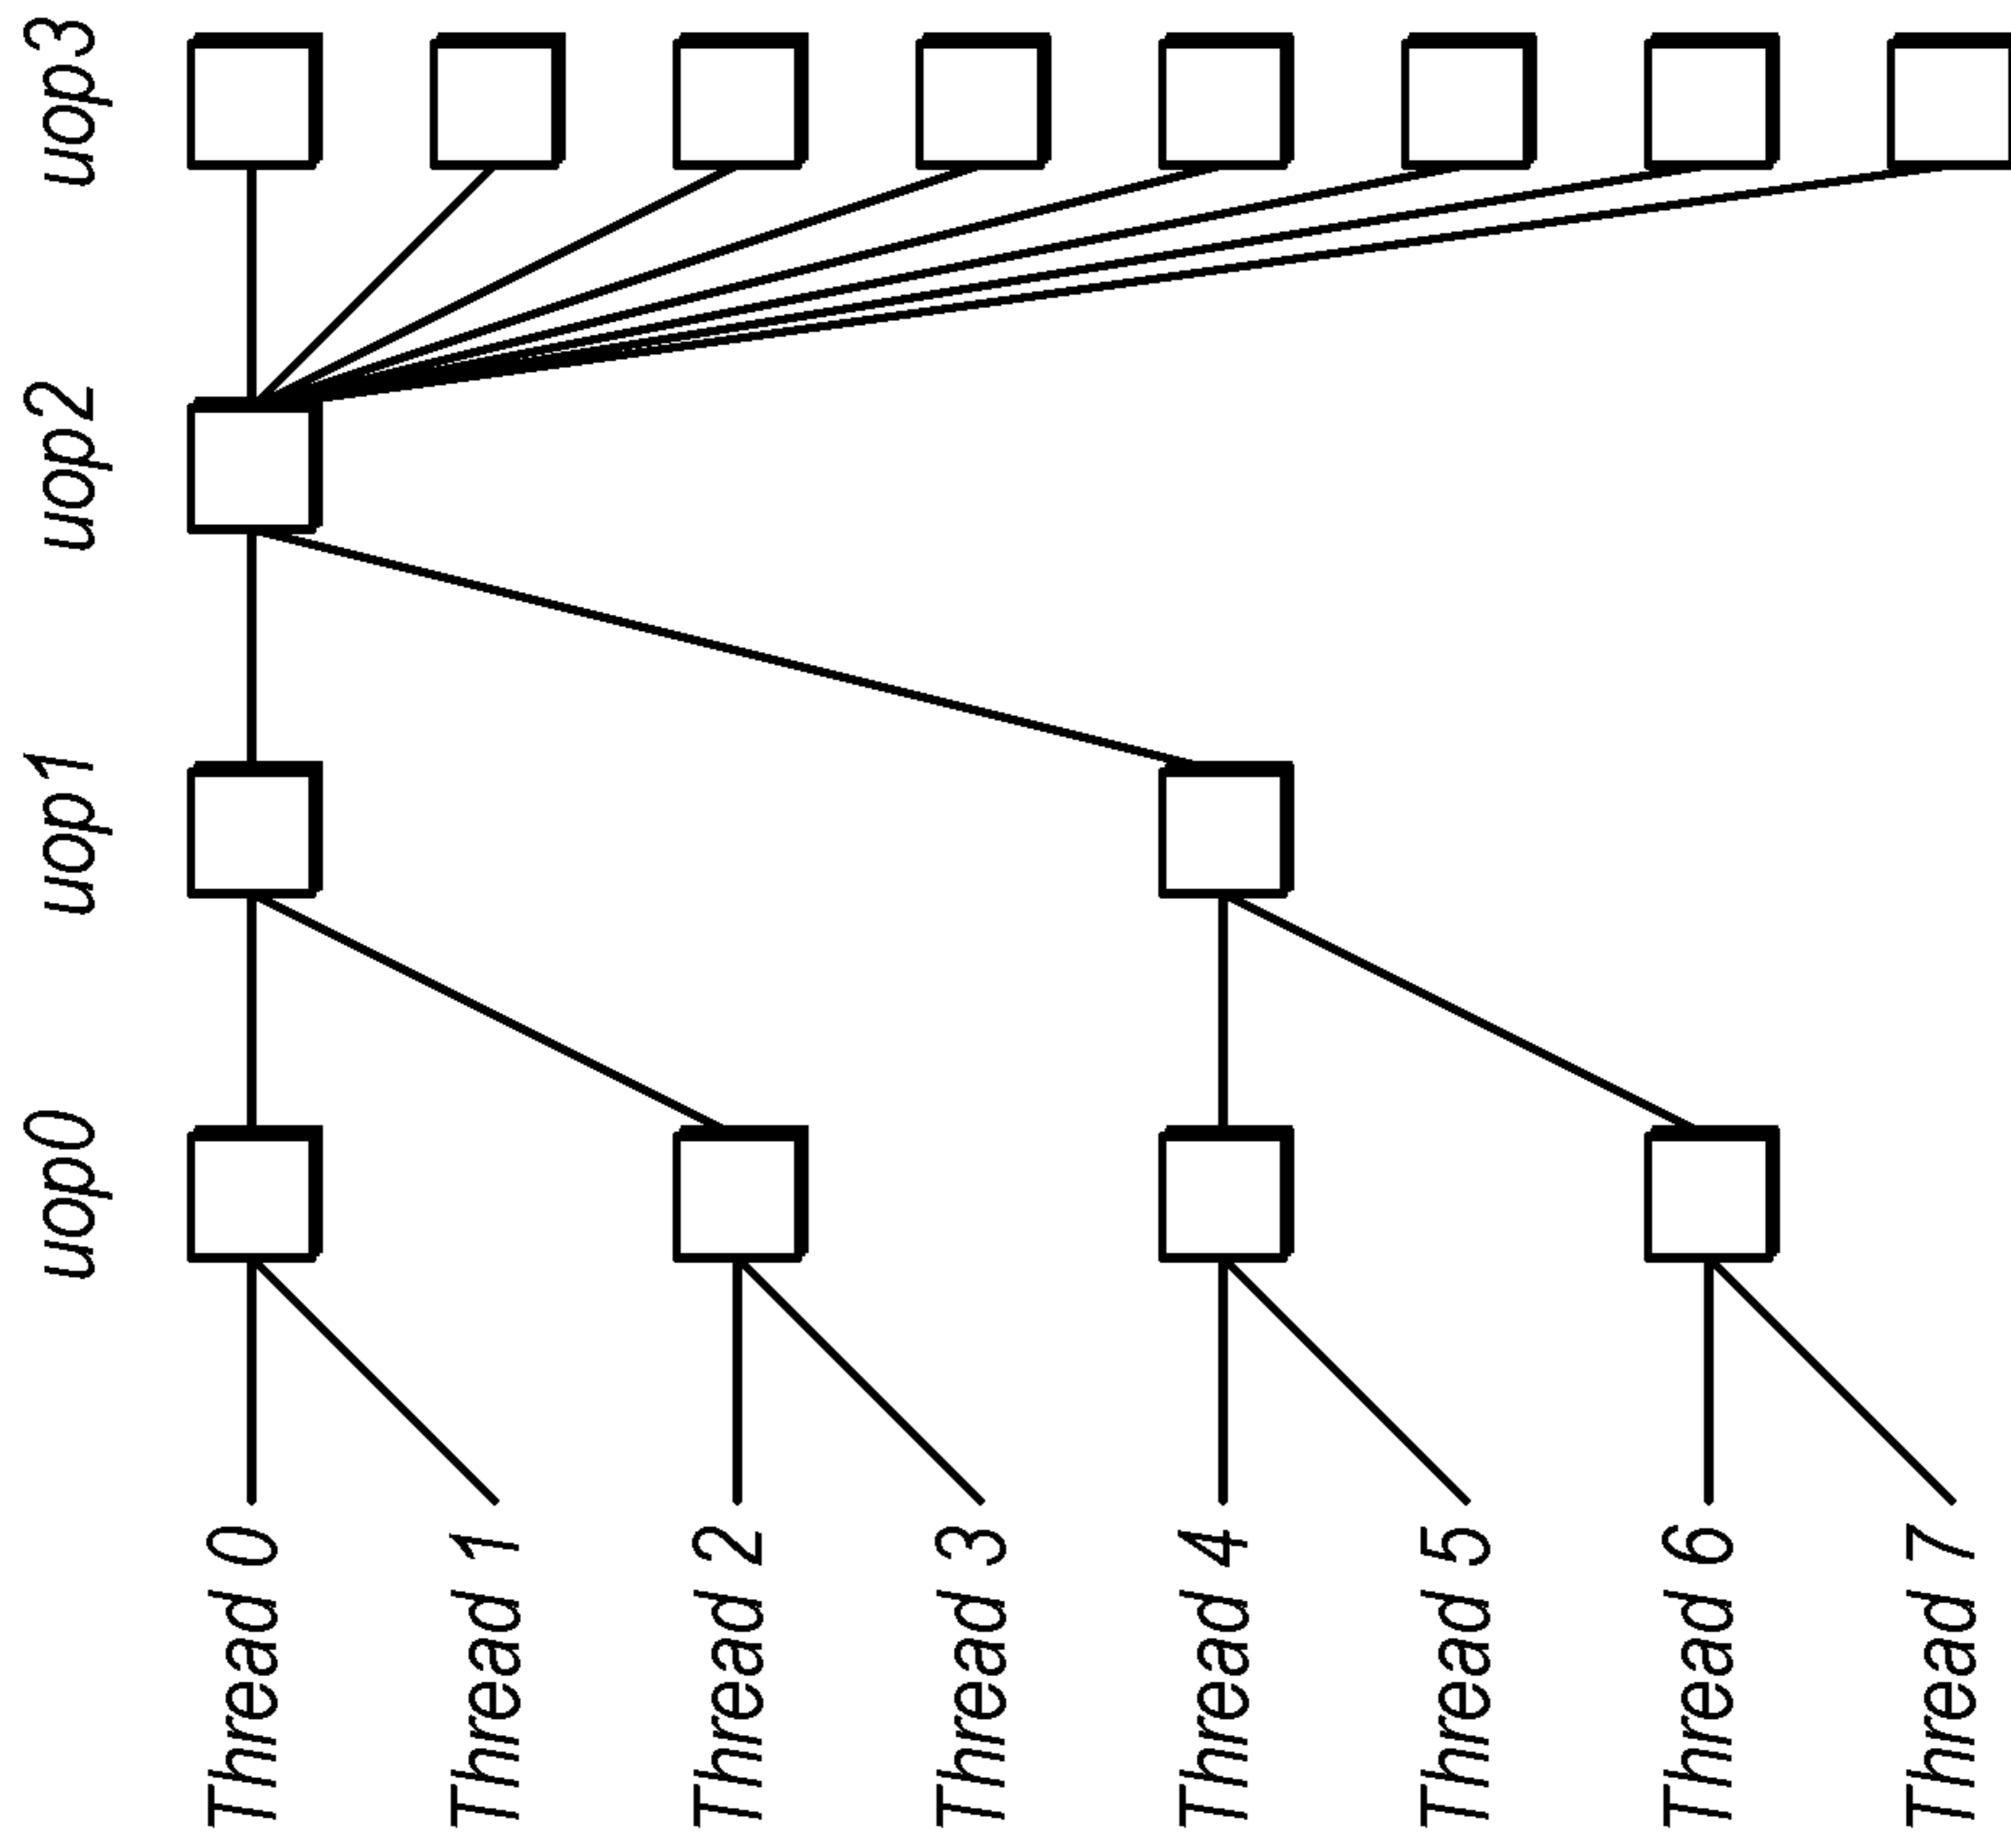 uop0
uop1
uop2
uop3
Thread 0
Thread 1
Thread 2
Thread 3
Thread 4
Thread 5
Thread 6
Thread 7